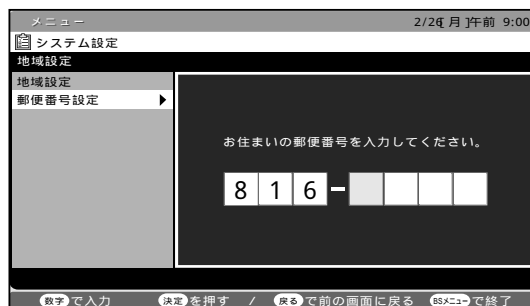 メニュー 2/26[月]午前 9:00
システム設定
地域設定
地域設定
郵便番号設定
お住まいの郵便番号を入力してください。
816-
数字で入力 決定を押す / 戻るで前の画面に戻る BSメニューで終了